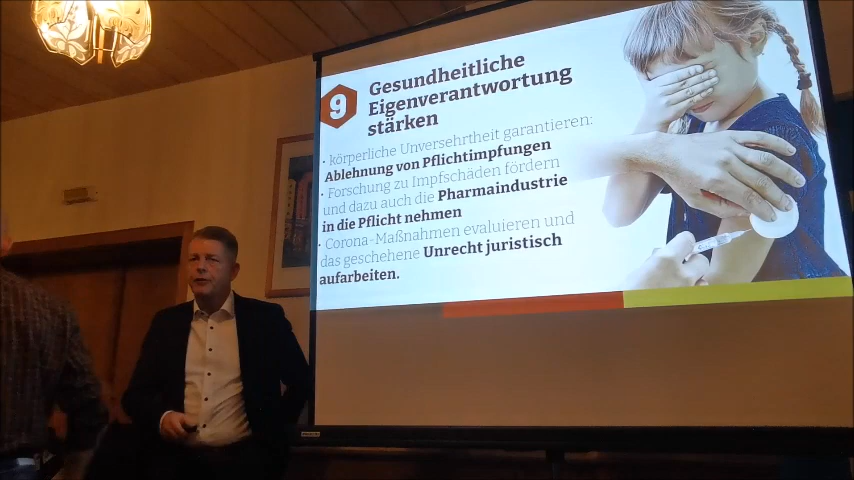 9
Gesundheitliche
Eigenverantwortung
stärken
• körperliche Unversehrtheit garantieren:
Ablehnung von Pflichtimpfungen
• Forschung zu Impfschäden fördern
und dazu auch die Pharmaindustrie
in die Pflicht nehmen
• Corona-Maßnahmen evaluieren und
das geschehene Unrecht juristisch
aufarbeiten.